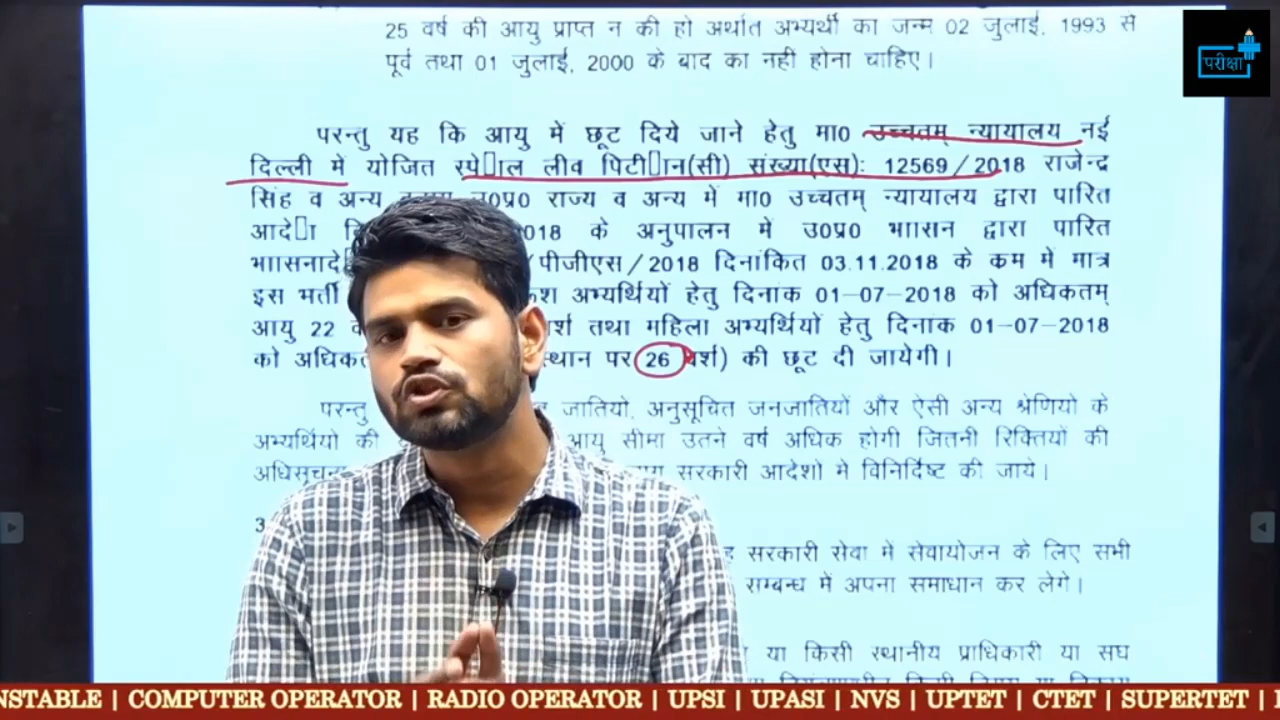 25 वर्ष की आयु प्राप्त न की हो अर्थात अभ्यर्थी का जन्म 02 जुलाई, 1993 से
पूर्व तथा 01 जुलाई, 2000 के बाद का नही होना चाहिए।
परीक्षा
परन्तु यह कि आयु में छूट दिये जाने हेतु मा0 उच्चतम् न्यायालय नई
दिल्ली में योजित स्पे▯ाल लीव पिटी▯ान(सी) संख्या(एस): 12569/2018 राजेन्द्र
सिंह व अन्य उ0प्र0 राज्य व अन्य में मा0 उच्चतम् न्यायालय द्वारा पारित
आदे▯ा 018 के अनुपालन में उ0प्र0 भाासन द्वारा पारित
भाासनादे /पीजीएस/2018 दिनांकित 03.11.2018 के कम में मात्र
इस भर्ती अभ्यर्थियों हेतु दिनाक 01-07-2018 को अधिकतम्
आयु 22 तथा महिला अभ्यर्थियों हेतु दिनाक 01-07-2018
को अधिकत स्थान पर 26 वर्श) की छूट दी जायेगी।
परन्तु जातियो, अनुसूचित जनजातियों और ऐसी अन्य श्रेणियो के
अभ्यर्थियो की आयु सीमा उतने वर्ष अधिक होगी जितनी रिक्तियों की
अधिसूचन सरकारी आदेशो मे विनिर्दिष्ट की जाये।
3
सरकारी सेवा में सेवायोजन के लिए सभी
सम्बन्ध में अपना समाधान कर लेगे।
या किसी स्थानीय प्राधिकारी या सघ
NSTABLE | COMPUTER OPERATOR | RADIO OPERATOR | UPSI | UPASI | NVS | UPTET | CTET | SUPERTET |